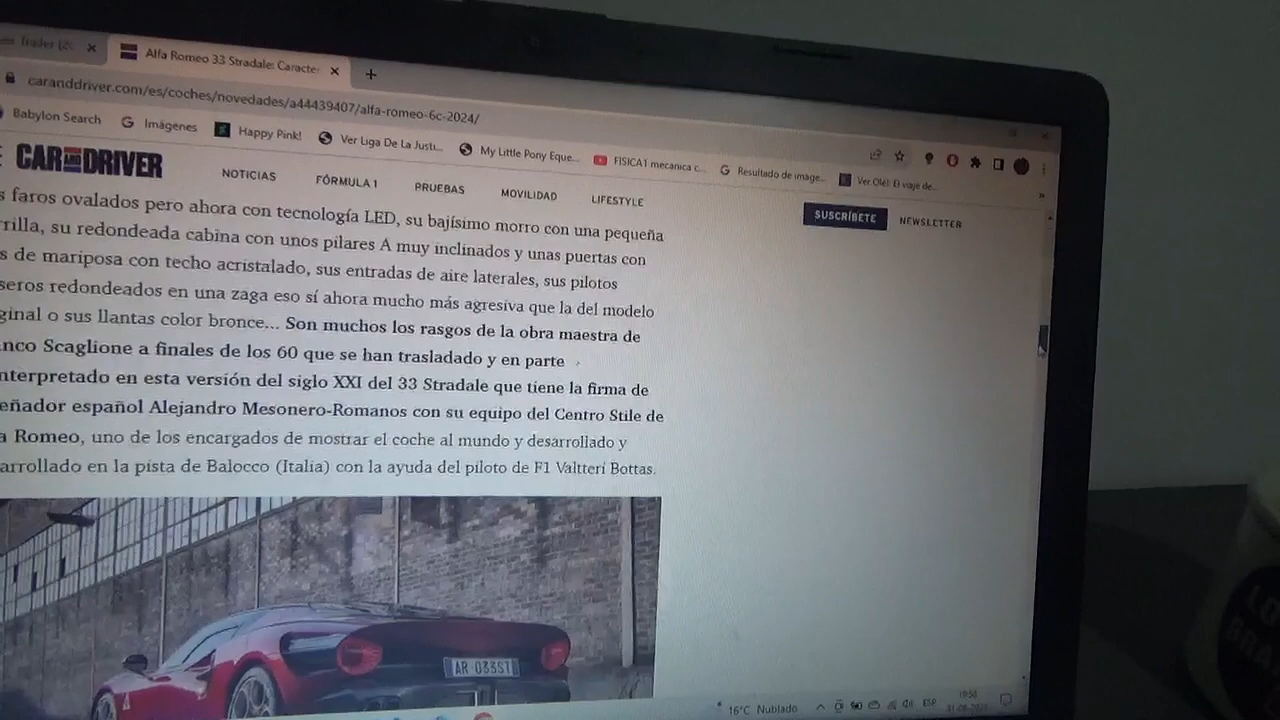 Alfa Romeo 33 Stradale: Caracte
caranddriver.com/es/coches/novedades/a44439407/alfa-romeo-6c-2024/
Babylon Search
Imágenes
Happy Pink!
Ver Liga De La Justi...
My Little Pony Eque...
FISICA1 mecanica c...
Resultado de image...
Ver Olé! El viaje de...
CAR AND DRIVER
NOTICIAS
FÓRMULA 1
PRUEBAS
MOVILIDAD
LIFESTYLE
SUSCRÍBETE
NEWSLETTER
s faros ovalados pero ahora con tecnología LED, su bajísimo morro con una pequeña
rrilla, su redondeada cabina con unos pilares A muy inclinados y unas puertas con
s de mariposa con techo acristalado, sus entradas de aire laterales, sus pilotos
seros redondeados en una zaga eso sí ahora mucho más agresiva que la del modelo
ginal o sus llantas color bronce... Son muchos los rasgos de la obra maestra de
nco Scaglione a finales de los 60 que se han trasladado y en parte
nterpretado en esta versión del siglo XXI del 33 Stradale que tiene la firma de
eñador español Alejandro Mesonero-Romanos con su equipo del Centro Stile de
a Romeo, uno de los encargados de mostrar el coche al mundo y desarrollado y
arrollado en la pista de Balocco (Italia) con la ayuda del piloto de F1 Valtteri Bottas.
AR 033ST
16°C Nublado
ESP